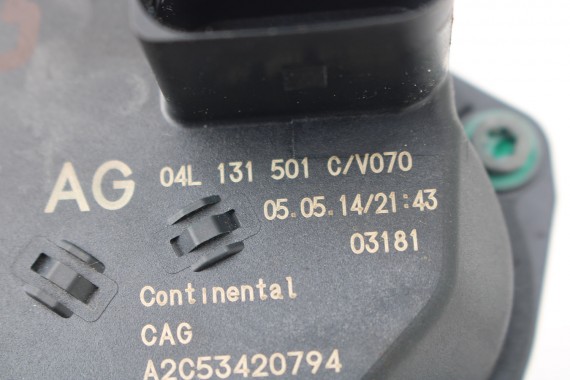 AG 04L 131 501 C/V070
05.05.14/21:43
03181
Continental
CAG
A2C53420794